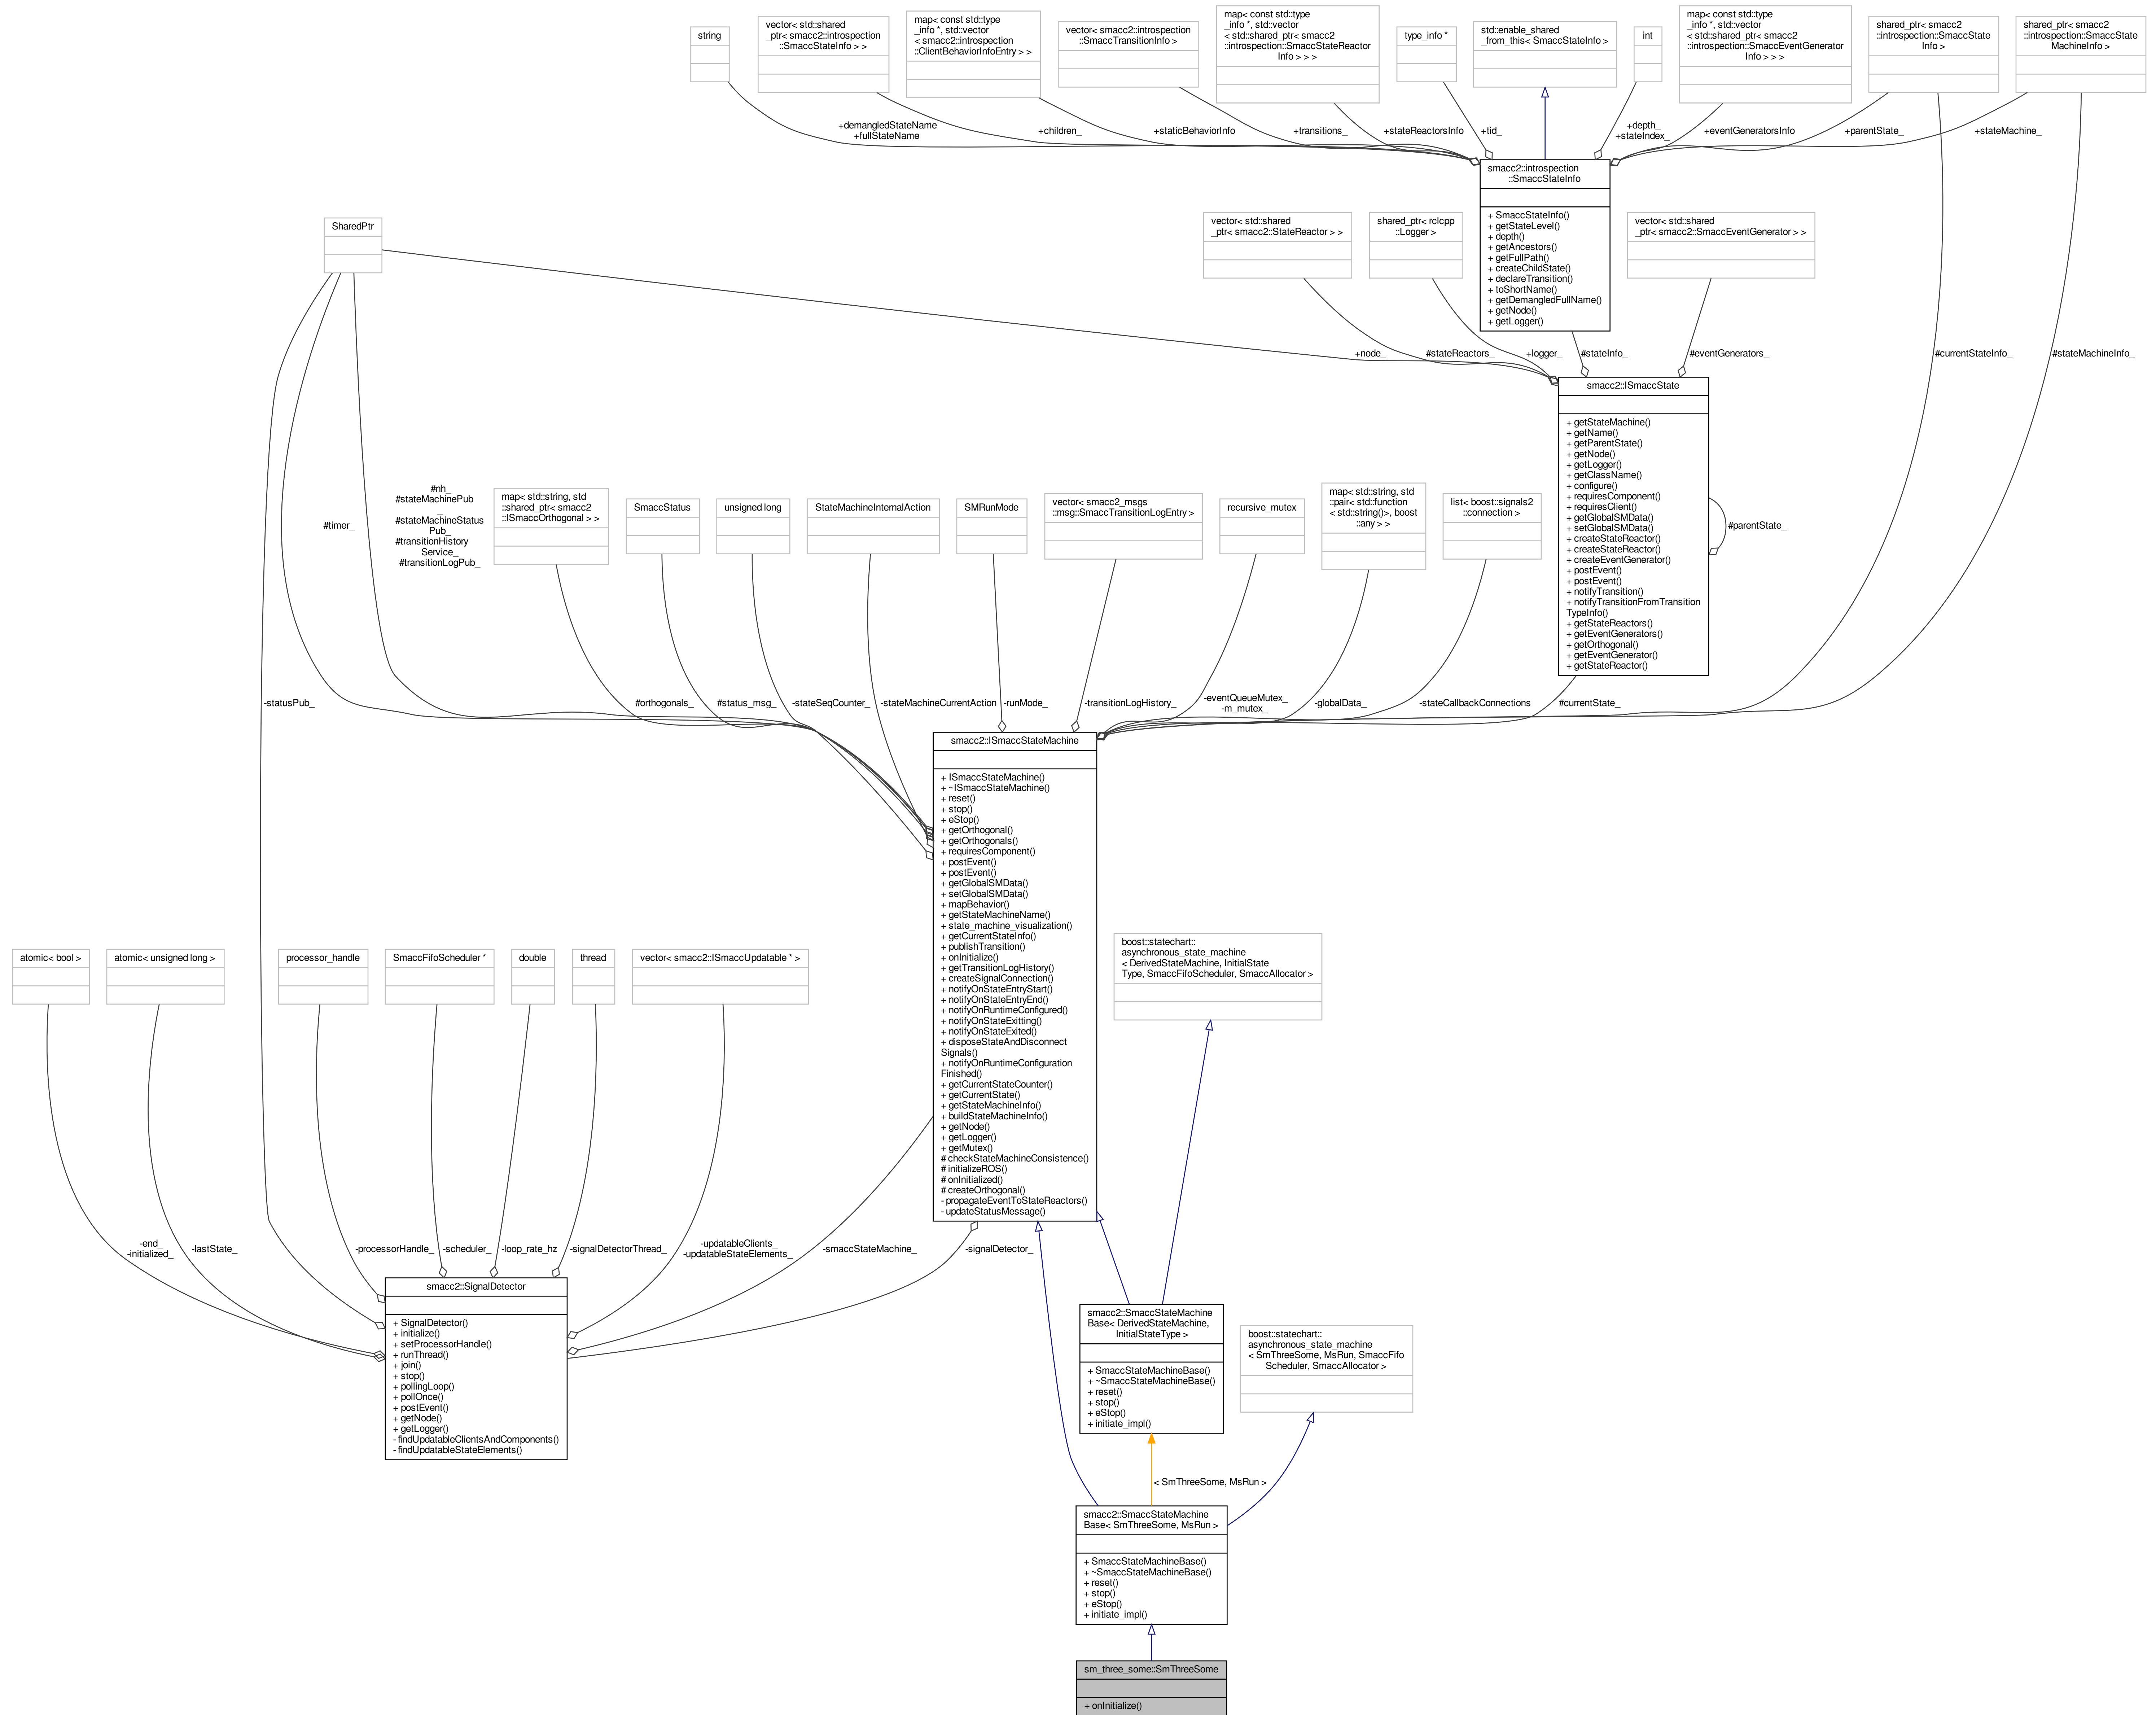 string
vector< std::shared
_ptr< smacc2::introspection
::SmaccStateInfo > >
map< const std::type
_info *, std::vector
< smacc2::introspection
::ClientBehaviorInfoEntry > >
vector< smacc2::introspection
::SmaccTransitionInfo >
map< const std::type
_info *, std::vector
< std::shared_ptr< smacc2
::introspection::SmaccStateReactor
Info > > >
type_info *
std::enable_shared
_from_this< SmaccStateInfo >
int
map< const std::type
_info *, std::vector
< std::shared_ptr< smacc2
::introspection::SmaccEventGenerator
Info > > >
shared_ptr< smacc2
::introspection::SmaccState
Info >
shared_ptr< smacc2
::introspection::SmaccState
MachineInfo >
+demangledStateName
+fullStateName
+children_
+staticBehaviorInfo
+transitions_
+stateReactorsInfo
+tid_
+depth_
+stateIndex_
+eventGeneratorsInfo
+parentState_
+stateMachine_
smacc2::introspection
::SmaccStateInfo
+ SmaccStateInfo()
+ getStateLevel()
+ depth()
+ getAncestors()
+ getFullPath()
+ createChildState()
+ declareTransition()
+ toShortName()
+ getDemangledFullName()
+ getNode()
+ getLogger()
SharedPtr
vector< std::shared
_ptr< smacc2::StateReactor > >
shared_ptr< rclcpp
::Logger >
vector< std::shared
_ptr< smacc2::SmaccEventGenerator > >
+node_
#stateReactors_
+logger_
#stateInfo_
#eventGenerators_
#currentStateInfo_
#stateMachineInfo_
smacc2::ISmaccState
+ getStateMachine()
+ getName()
+ getParentState()
+ getNode()
+ getLogger()
+ getClassName()
+ configure()
+ requiresComponent()
+ requiresClient()
+ getGlobalSMData()
+ setGlobalSMData()
+ createStateReactor()
+ createStateReactor()
+ createEventGenerator()
+ postEvent()
+ postEvent()
+ notifyTransition()
+ notifyTransitionFromTransition
TypeInfo()
+ getStateReactors()
+ getEventGenerators()
+ getOrthogonal()
+ getEventGenerator()
+ getStateReactor()
#parentState_
#timer_
#nh_
#stateMachinePub
_
#stateMachineStatus
Pub_
#transitionHistory
Service_
#transitionLogPub_
map< std::string, std
::shared_ptr< smacc2
::ISmaccOrthogonal > >
SmaccStatus
unsigned long
StateMachineInternalAction
SMRunMode
vector< smacc2_msgs
::msg::SmaccTransitionLogEntry >
recursive_mutex
map< std::string, std
::pair< std::function
< std::string()>, boost
::any > >
list< boost::signals2
::connection >
-statusPub_
#orthogonals_
#status_msg_
-stateSeqCounter_
-stateMachineCurrentAction
-runMode_
-transitionLogHistory_
-eventQueueMutex_
-m_mutex_
-globalData_
-stateCallbackConnections
#currentState_
smacc2::ISmaccStateMachine
+ ISmaccStateMachine()
+ ~ISmaccStateMachine()
+ reset()
+ stop()
+ eStop()
+ getOrthogonal()
+ getOrthogonals()
+ requiresComponent()
+ postEvent()
+ postEvent()
+ getGlobalSMData()
+ setGlobalSMData()
+ mapBehavior()
+ getStateMachineName()
+ state_machine_visualization()
+ getCurrentStateInfo()
+ publishTransition()
+ onInitialize()
+ getTransitionLogHistory()
+ createSignalConnection()
+ notifyOnStateEntryStart()
+ notifyOnStateEntryEnd()
+ notifyOnRuntimeConfigured()
+ notifyOnStateExitting()
+ notifyOnStateExited()
+ disposeStateAndDisconnect
Signals()
+ notifyOnRuntimeConfiguration
Finished()
+ getCurrentStateCounter()
+ getCurrentState()
+ getStateMachineInfo()
+ buildStateMachineInfo()
+ getNode()
+ getLogger()
+ getMutex()
# checkStateMachineConsistence()
# initializeROS()
# onInitialized()
# createOrthogonal()
- propagateEventToStateReactors()
- updateStatusMessage()
atomic< bool >
atomic< unsigned long >
processor_handle
SmaccFifoScheduler *
double
thread
vector< smacc2::ISmaccUpdatable * >
boost::statechart::
asynchronous_state_machine
< DerivedStateMachine, InitialState
Type, SmaccFifoScheduler, SmaccAllocator >
-end_
-initialized_
-lastState_
-processorHandle_
-scheduler_
-loop_rate_hz
-signalDetectorThread_
-updatableClients_
-updatableStateElements_
-smaccStateMachine_
-signalDetector_
smacc2::SignalDetector
+ SignalDetector()
+ initialize()
+ setProcessorHandle()
+ runThread()
+ join()
+ stop()
+ pollingLoop()
+ pollOnce()
+ postEvent()
+ getNode()
+ getLogger()
- findUpdatableClientsAndComponents()
- findUpdatableStateElements()
smacc2::SmaccStateMachine
Base< DerivedStateMachine,
InitialStateType >
+ SmaccStateMachineBase()
+ ~SmaccStateMachineBase()
+ reset()
+ stop()
+ eStop()
+ initiate_impl()
boost::statechart::
asynchronous_state_machine
< SmThreeSome, MsRun, SmaccFifo
Scheduler, SmaccAllocator >
< SmThreeSome, MsRun >
smacc2::SmaccStateMachine
Base< SmThreeSome, MsRun >
+ SmaccStateMachineBase()
+ ~SmaccStateMachineBase()
+ reset()
+ stop()
+ eStop()
+ initiate_impl()
sm_three_some::SmThreeSome
+ onInitialize()